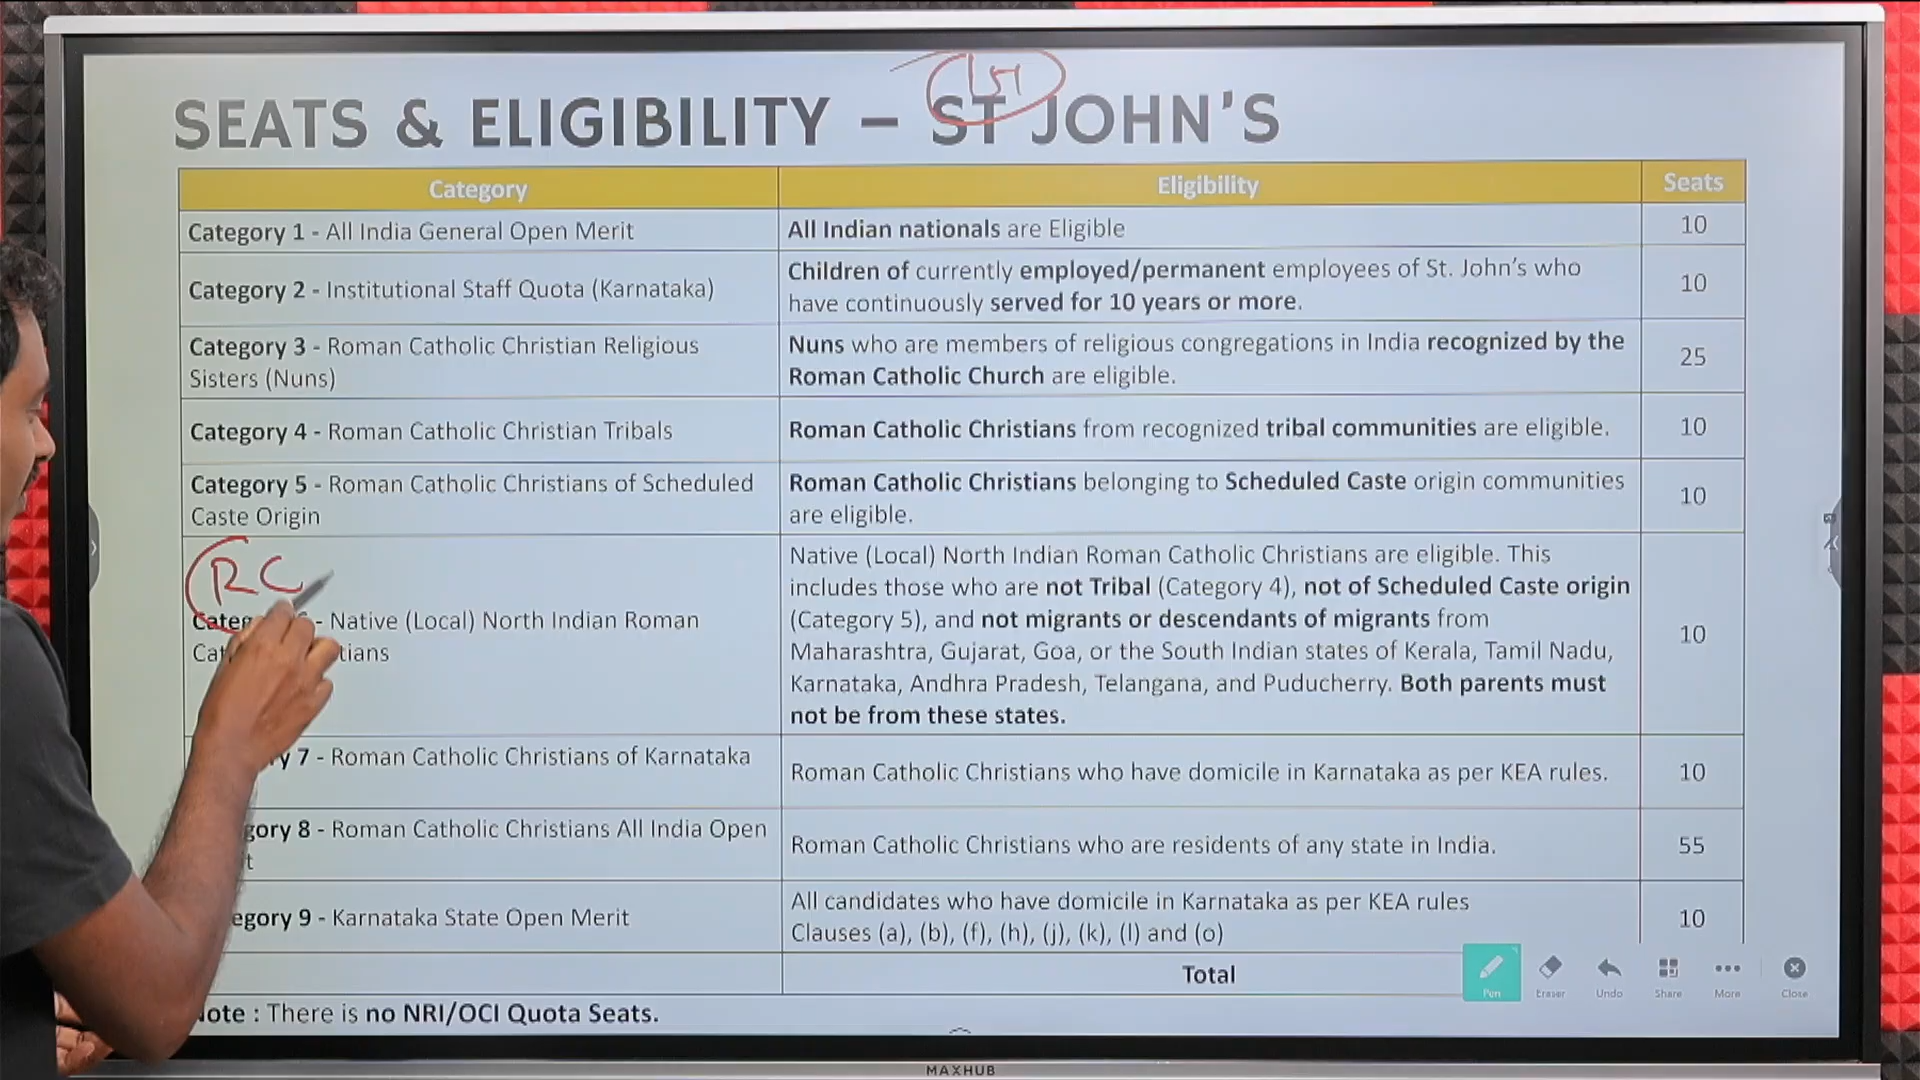 SEATS & ELIGIBILITY – ST JOHN'S
Category Eligibility Seats
Category 1 - All India General Open Merit
All Indian nationals are Eligible
10
Category 2 - Institutional Staff Quota (Karnataka)
Children of currently employed/permanent employees of St. John's who
have continuously served for 10 years or more.
10
Category 3 - Roman Catholic Christian Religious
Sisters (Nuns)
Nuns who are members of religious congregations in India recognized by the
Roman Catholic Church are eligible.
25
Category 4 - Roman Catholic Christian Tribals
Roman Catholic Christians from recognized tribal communities are eligible.
10
Category 5 - Roman Catholic Christians of Scheduled
Caste Origin
Roman Catholic Christians belonging to Scheduled Caste origin communities
are eligible.
10
RC
- Native (Local) North Indian Roman
Native (Local) North Indian Roman Catholic Christians are eligible. This
includes those who are not Tribal (Category 4), not of Scheduled Caste origin
(Category 5), and not migrants or descendants of migrants from
Maharashtra, Gujarat, Goa, or the South Indian states of Kerala, Tamil Nadu,
Karnataka, Andhra Pradesh, Telangana, and Puducherry. Both parents must
not be from these states.
10
7 - Roman Catholic Christians of Karnataka
Roman Catholic Christians who have domicile in Karnataka as per KEA rules.
10
8 - Roman Catholic Christians All India Open
Roman Catholic Christians who are residents of any state in India.
55
9 - Karnataka State Open Merit
All candidates who have domicile in Karnataka as per KEA rules
Clauses (a), (b), (f), (h), (j), (k), (l) and (o)
10
Total
Note : There is no NRI/OCI Quota Seats.
Pen Eraser Undo Share More Close
MAXHUB